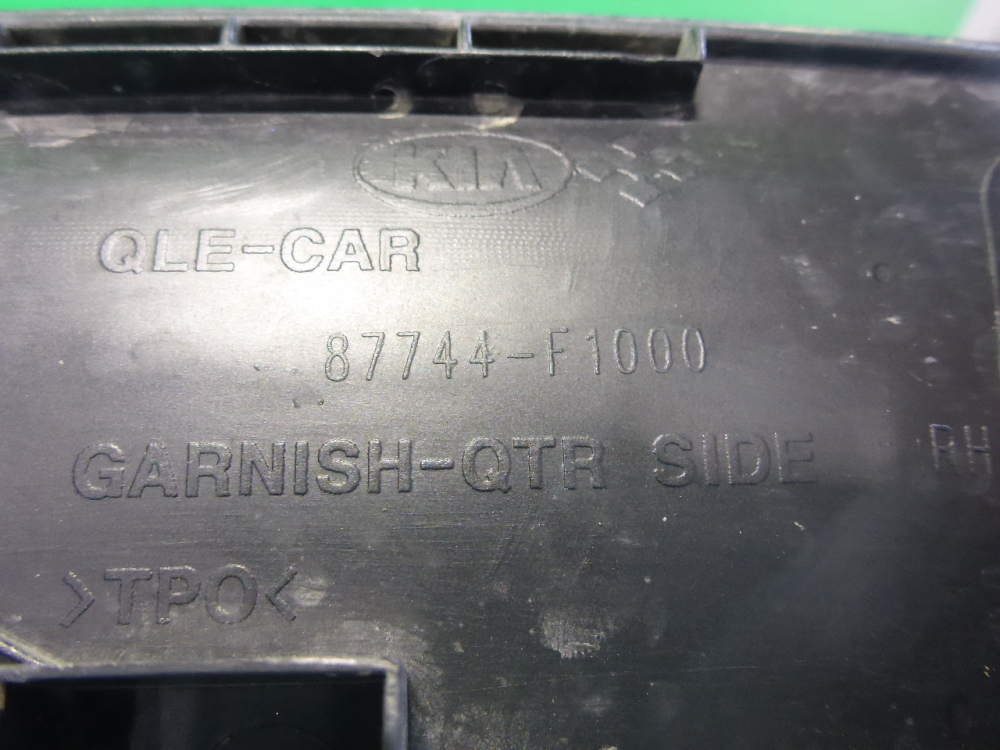 KIA
QLE-CAR
87744-F1000
GARNISH-QTR SIDE RH
>TPO<